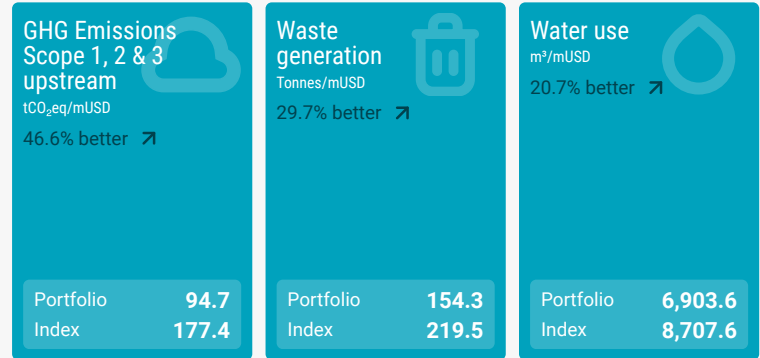 GHG Emissions
Scope 1, 2 & 3
upstream
tCO₂eq/mUSD
46.6% better
Portfolio 94.7
Index 177.4
Waste
generation
Tonnes/mUSD
29.7% better
Portfolio 154.3
Index 219.5
Water use
m³/mUSD
20.7% better
Portfolio 6,903.6
Index 8,707.6